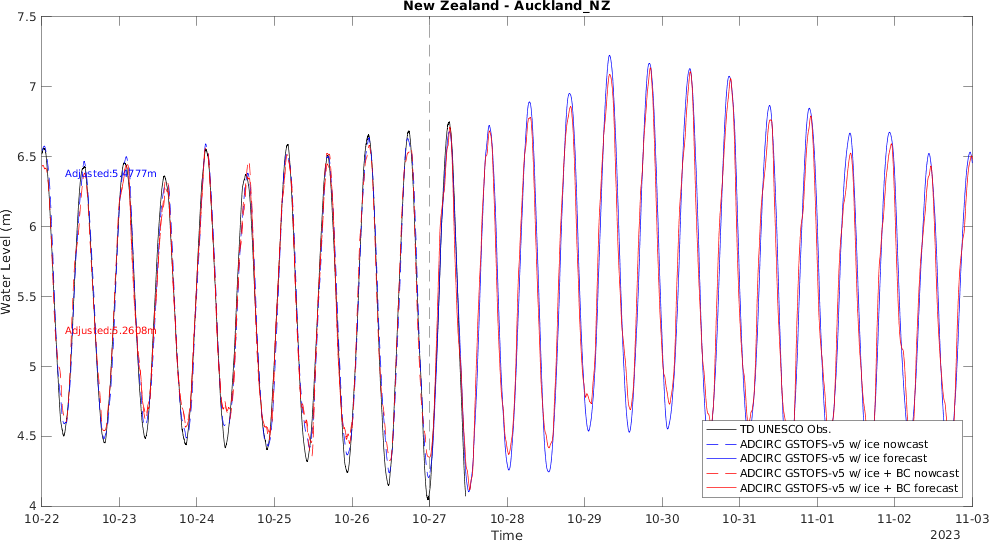 New Zealand - Auckland_NZ
7.5
7
6.5
6
5.5
5
4.5
4
Water Level (m)
Adjusted:5.4777m
Adjusted:5.2608m
TD UNESCO Obs.
ADCIRC GSTOFS-v5 w/ ice nowcast
ADCIRC GSTOFS-v5 w/ ice forecast
ADCIRC GSTOFS-v5 w/ ice + BC nowcast
ADCIRC GSTOFS-v5 w/ ice + BC forecast
10-22 10-23 10-24 10-25 10-26 10-27 10-28 10-29 10-30 10-31 11-01 11-02 11-03
Time
2023